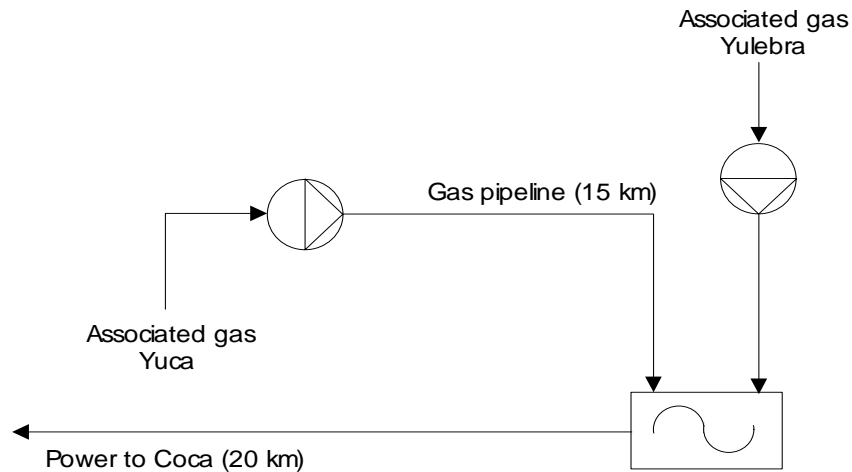 Associated gas
Yulebra
Gas pipeline (15 km)
Associated gas
Yuca
Power to Coca (20 km)